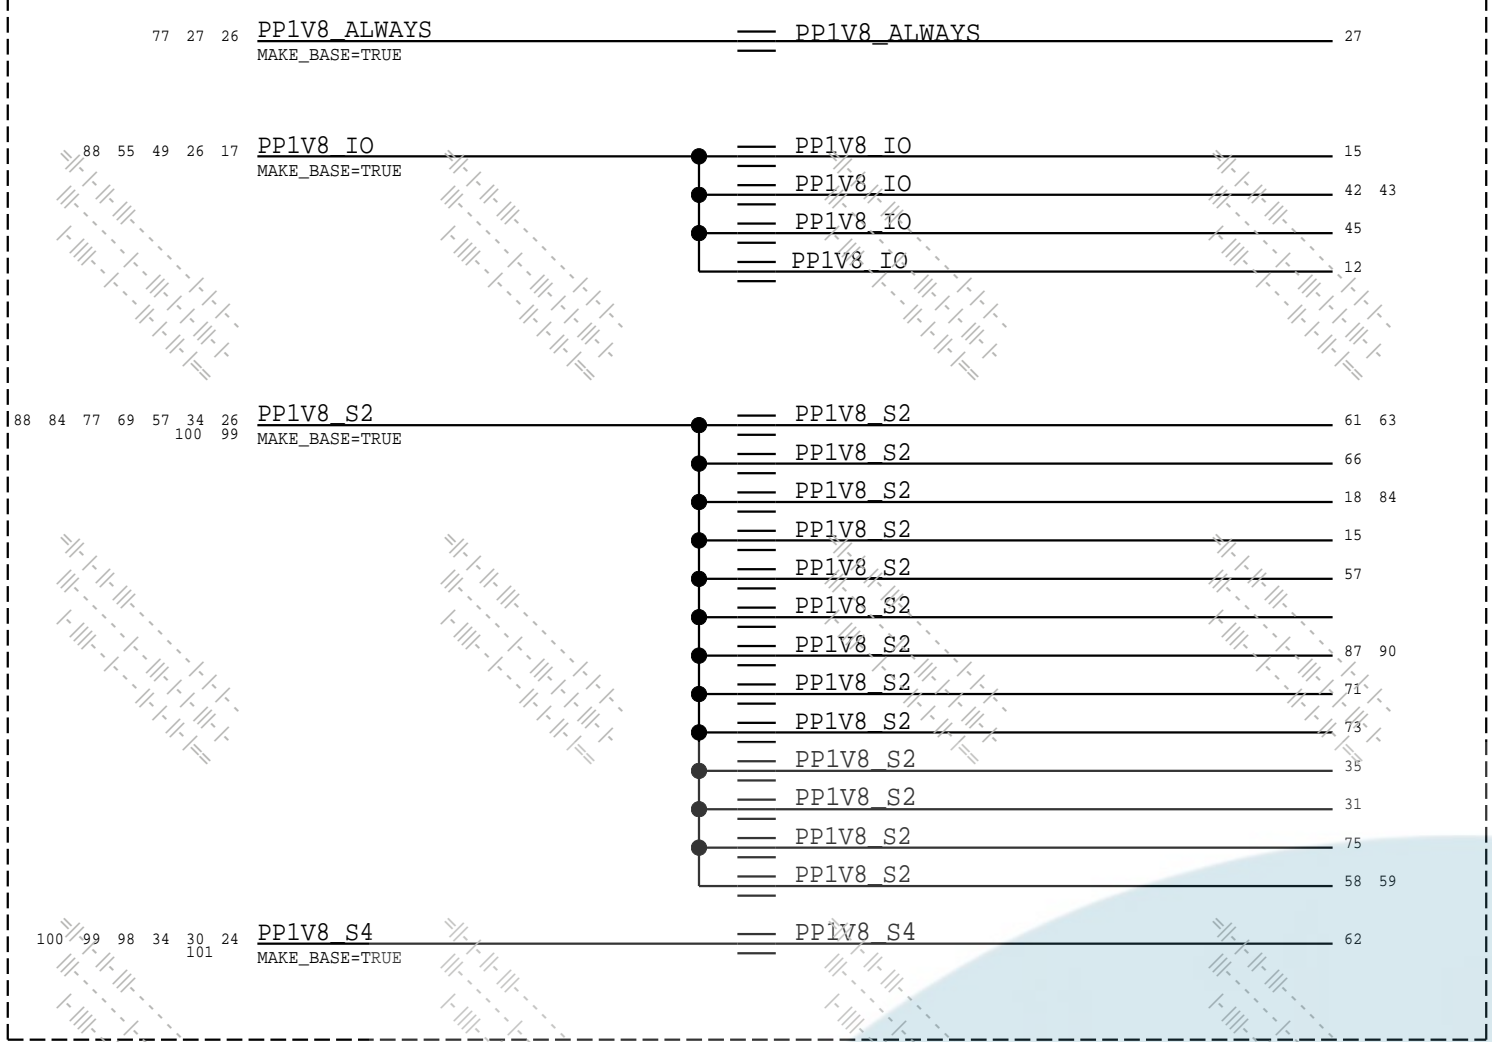 77 27 26 PP1V8_ALWAYS PP1V8_ALWAYS 27
MAKE_BASE=TRUE
88 55 49 26 17 PP1V8_IO PP1V8_IO 15
MAKE_BASE=TRUE
PP1V8_IO 42 43
PP1V8_IO 45
PP1V8_IO 12
88 84 77 69 57 34 26 PP1V8_S2 PP1V8_S2 61 63
100 99 MAKE_BASE=TRUE
PP1V8_S2 66
PP1V8_S2 18 84
PP1V8_S2 15
PP1V8_S2 57
PP1V8_S2
PP1V8_S2 87 90
PP1V8_S2 71
PP1V8_S2 73
PP1V8_S2 35
PP1V8_S2 31
PP1V8_S2 75
PP1V8_S2 58 59
100 99 98 34 30 24 PP1V8_S4 PP1V8_S4 62
101 MAKE_BASE=TRUE